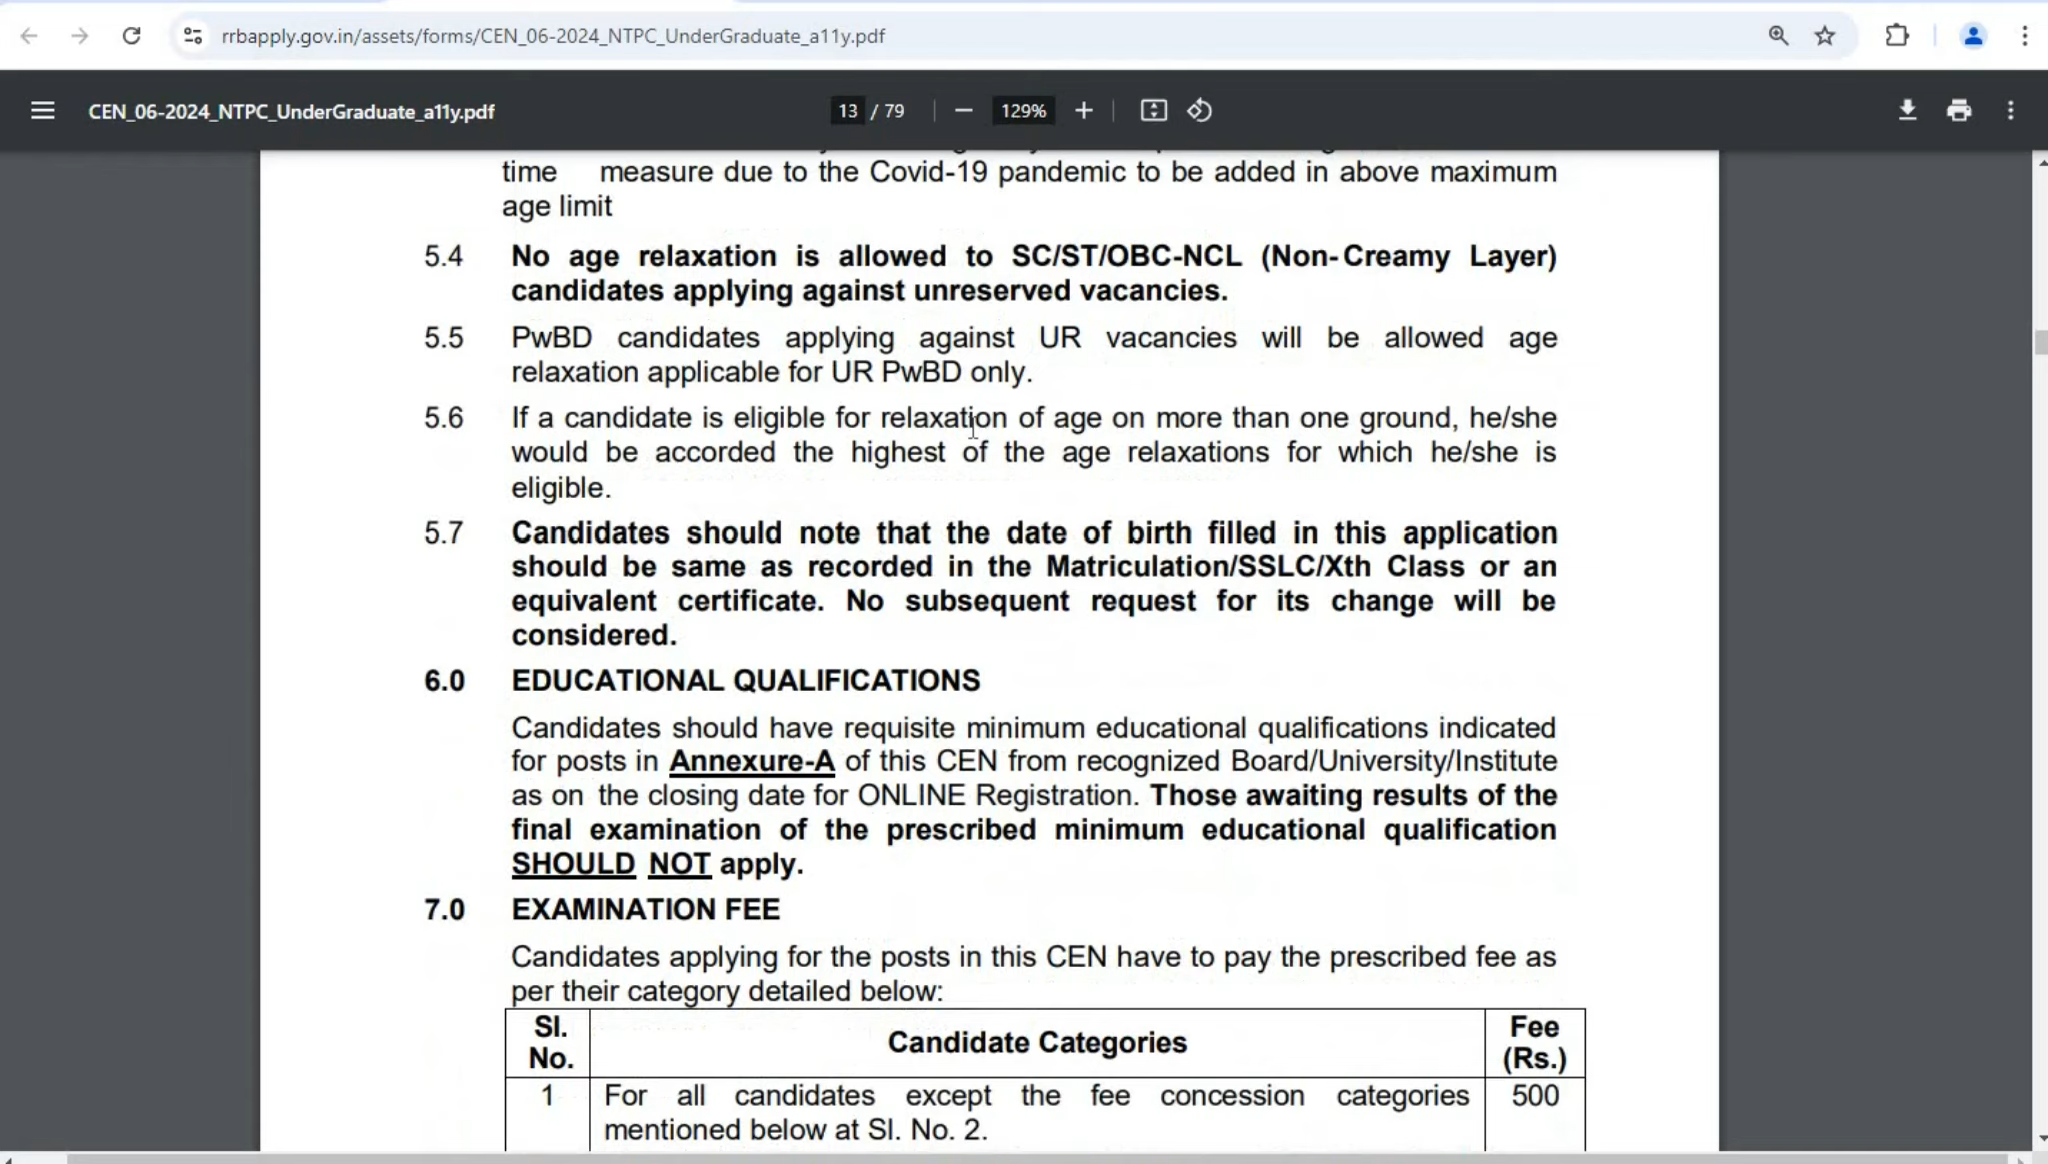 rrbapply.gov.in/assets/forms/CEN_06-2024_NTPC_UnderGraduate_a11y.pdf
CEN_06-2024_NTPC_UnderGraduate_a11y.pdf
13 / 79
129%
time measure due to the Covid-19 pandemic to be added in above maximum
age limit
5.4 No age relaxation is allowed to SC/ST/OBC-NCL (Non-Creamy Layer)
candidates applying against unreserved vacancies.
5.5 PwBD candidates applying against UR vacancies will be allowed age
relaxation applicable for UR PwBD only.
5.6 If a candidate is eligible for relaxation of age on more than one ground, he/she
would be accorded the highest of the age relaxations for which he/she is
eligible.
5.7 Candidates should note that the date of birth filled in this application
should be same as recorded in the Matriculation/SSLC/Xth Class or an
equivalent certificate. No subsequent request for its change will be
considered.
6.0 EDUCATIONAL QUALIFICATIONS
Candidates should have requisite minimum educational qualifications indicated
for posts in Annexure-A of this CEN from recognized Board/University/Institute
as on the closing date for ONLINE Registration. Those awaiting results of the
final examination of the prescribed minimum educational qualification
SHOULD NOT apply.
7.0 EXAMINATION FEE
Candidates applying for the posts in this CEN have to pay the prescribed fee as
per their category detailed below:
Sl. No. Candidate Categories Fee (Rs.)
1 For all candidates except the fee concession categories 500
mentioned below at Sl. No. 2.